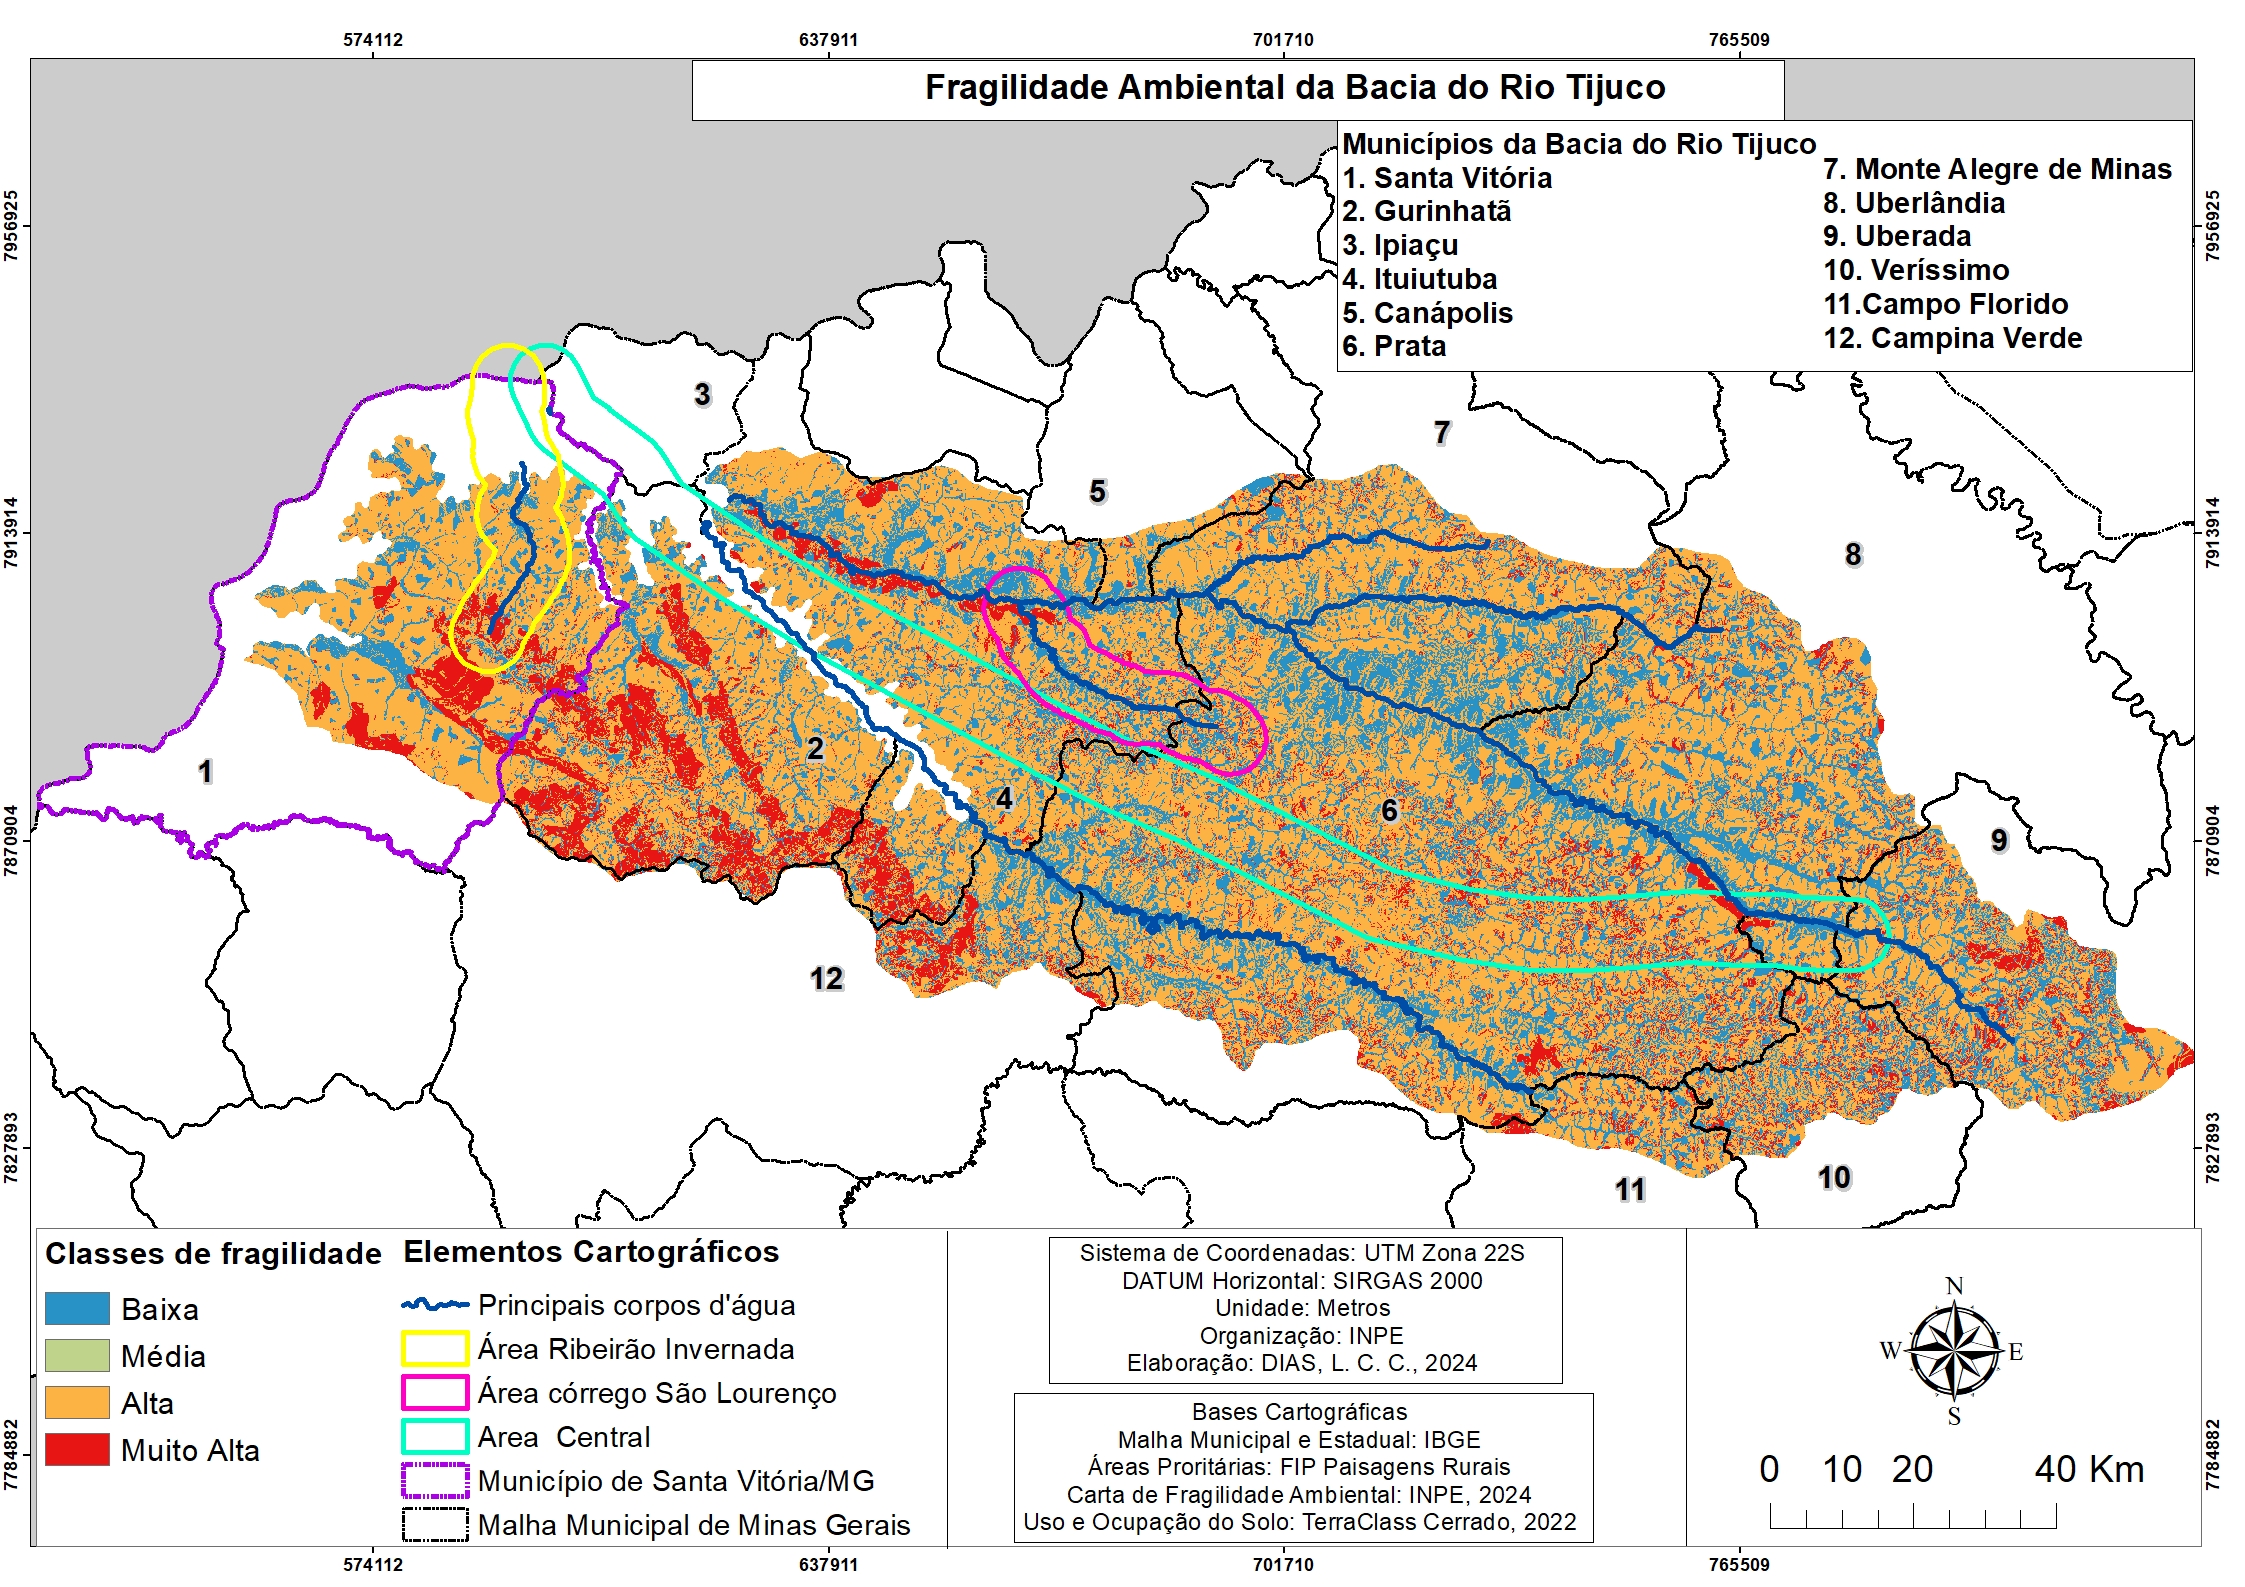 574112 637911 701710 765509
Fragilidade Ambiental da Bacia do Rio Tijuco
Municípios da Bacia do Rio Tijuco
1. Santa Vitória
2. Gurinhatã
3. Ipiaçu
4. Ituiutuba
5. Canápolis
6. Prata
7. Monte Alegre de Minas
8. Uberlândia
9. Uberada
10. Veríssimo
11.Campo Florido
12. Campina Verde
7956925 7956925
3
7
5
7913914 7913914
8
2
1
4
6
9
7870904 7870904
12
10
11
7827893 7827893
Classes de fragilidade
Baixa
Média
Alta
Muito Alta
Elementos Cartográficos
Principais corpos d'água
Área Ribeirão Invernada
Área córrego São Lourenço
Area Central
Município de Santa Vitória/MG
Malha Municipal de Minas Gerais
Sistema de Coordenadas: UTM Zona 22S
DATUM Horizontal: SIRGAS 2000
Unidade: Metros
Organização: INPE
Elaboração: DIAS, L. C. C., 2024
Bases Cartográficas
Malha Municipal e Estadual: IBGE
Áreas Proritárias: FIP Paisagens Rurais
Carta de Fragilidade Ambiental: INPE, 2024
Uso e Ocupação do Solo: TerraClass Cerrado, 2022
N
W E
S
0 10 20 40 Km
7784882 7784882
574112 637911 701710 765509